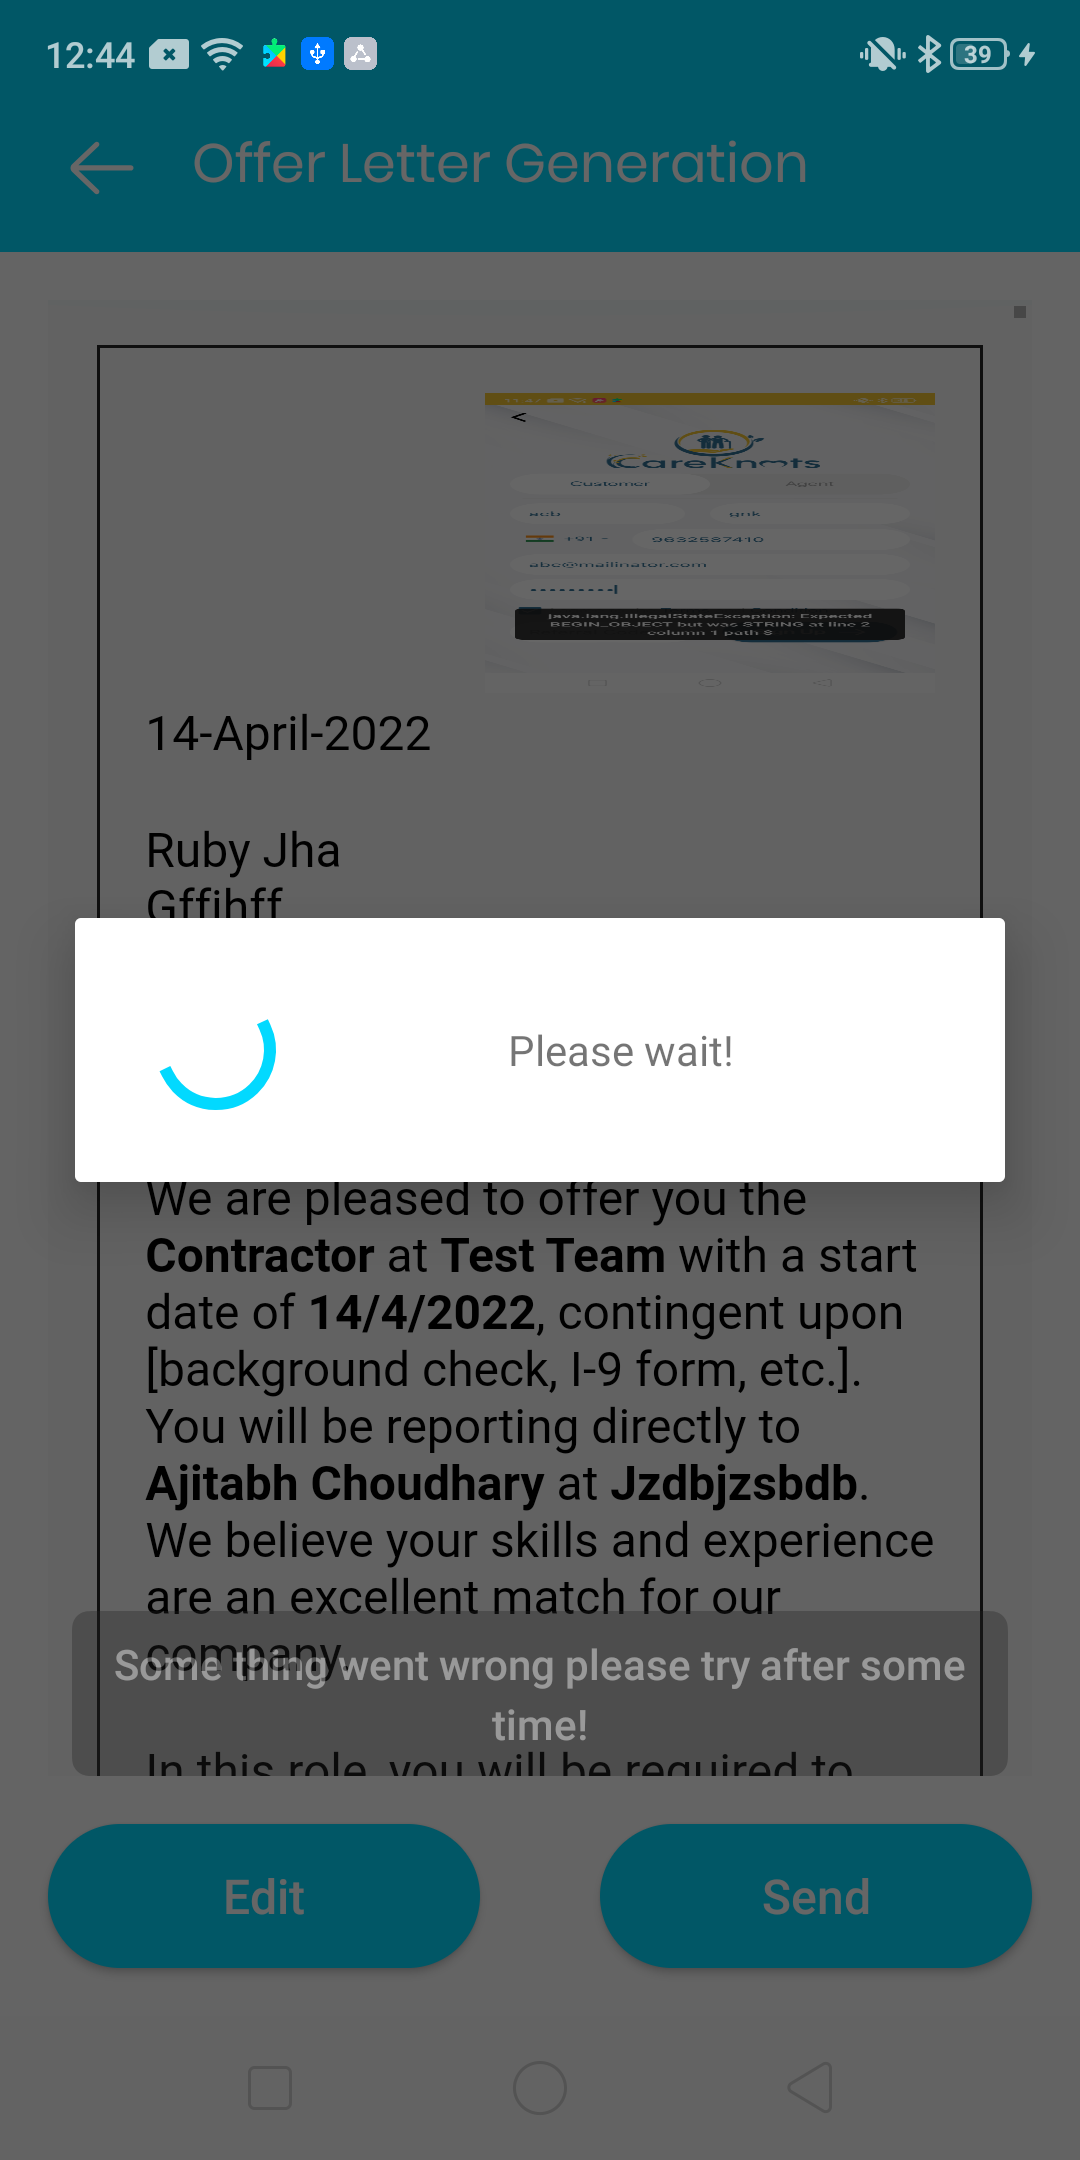 12:44
39
Offer Letter Generation
CareKnots
Customer
Agent
+91
9632587410
abc@mailinator.com
java.lang.IllegalStateException: Expected
BEGIN_OBJECT but was STRING at line 2
column 1 path $
14-April-2022
Ruby Jha
Gffihff
Please wait!
We are pleased to offer you the
Contractor at Test Team with a start
date of 14/4/2022, contingent upon
[background check, I-9 form, etc.].
You will be reporting directly to
Ajitabh Choudhary at Jzdbjzsbdb.
We believe your skills and experience
are an excellent match for our
company.
Some thing went wrong please try after some
time!
In this role, you will be required to
Edit
Send